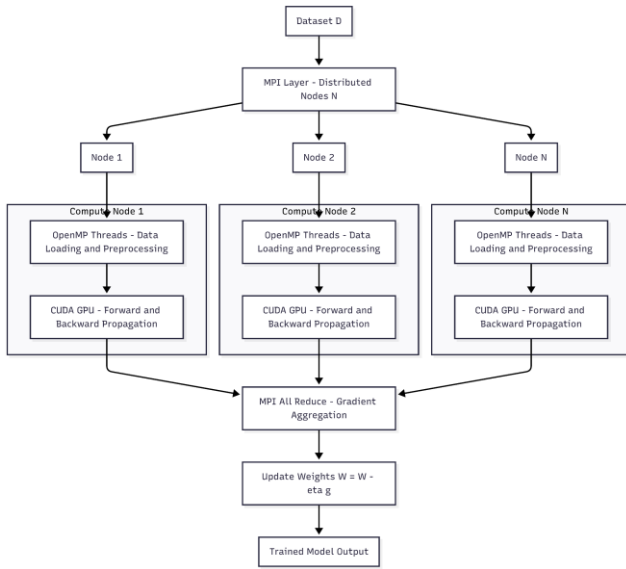 Dataset D
MPI Layer - Distributed
Nodes N
Node 1
Node 2
Node N
Compute Node 1
OpenMP Threads - Data
Loading and Preprocessing
CUDA GPU - Forward and
Backward Propagation
Compute Node 2
OpenMP Threads - Data
Loading and Preprocessing
CUDA GPU - Forward and
Backward Propagation
Compute Node N
OpenMP Threads - Data
Loading and Preprocessing
CUDA GPU - Forward and
Backward Propagation
MPI All Reduce - Gradient
Aggregation
Update Weights W = W -
eta g
Trained Model Output